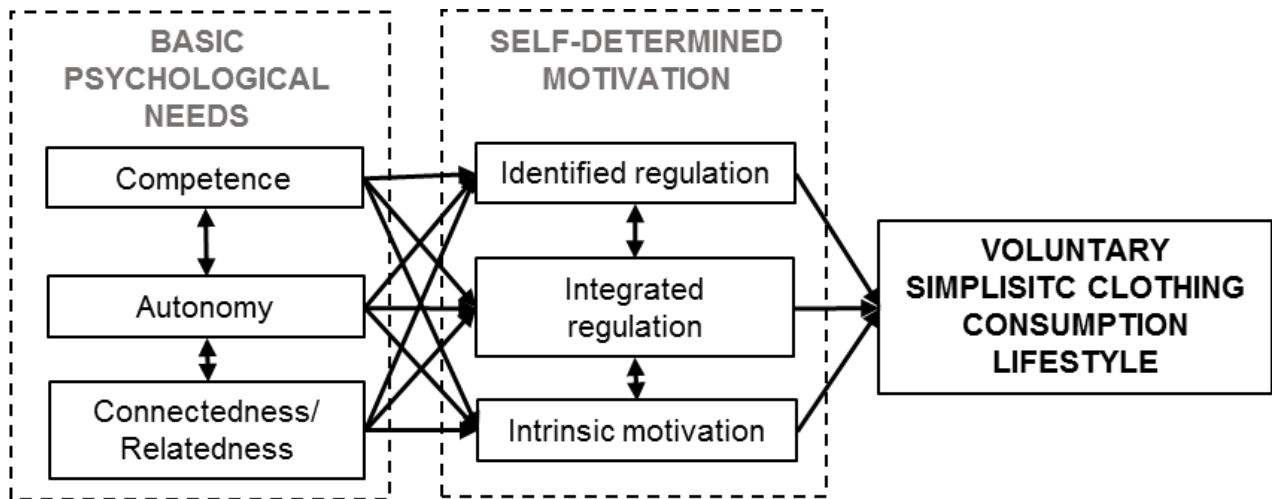 BASIC
PSYCHOLOGICAL
NEEDS
Competence
Autonomy
Connectedness/
Relatedness
SELF-DETERMINED
MOTIVATION
Identified regulation
Integrated
regulation
Intrinsic motivation
VOLUNTARY
SIMPLISITC CLOTHING
CONSUMPTION
LIFESTYLE